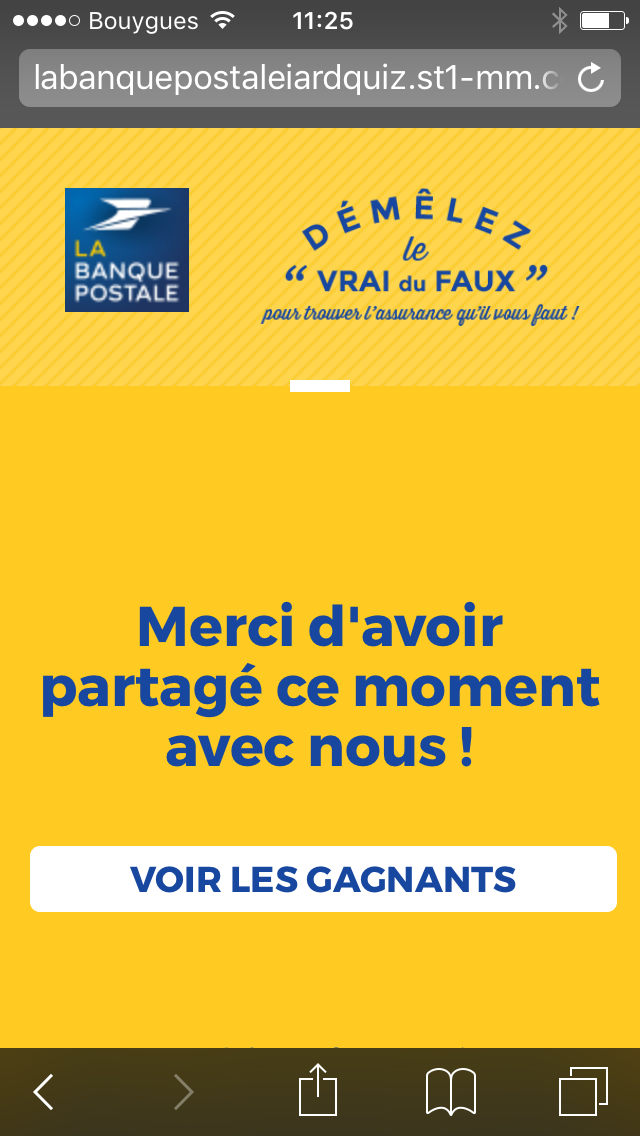 Bouygues 11:25
labanquepostaleiardquiz.st1-mm.c
LA
BANQUE
POSTALE
DÉMÊLEZ
le
“ VRAI du FAUX ”
pour trouver l'assurance qu'il vous faut !
Merci d'avoir
partagé ce moment
avec nous !
VOIR LES GAGNANTS